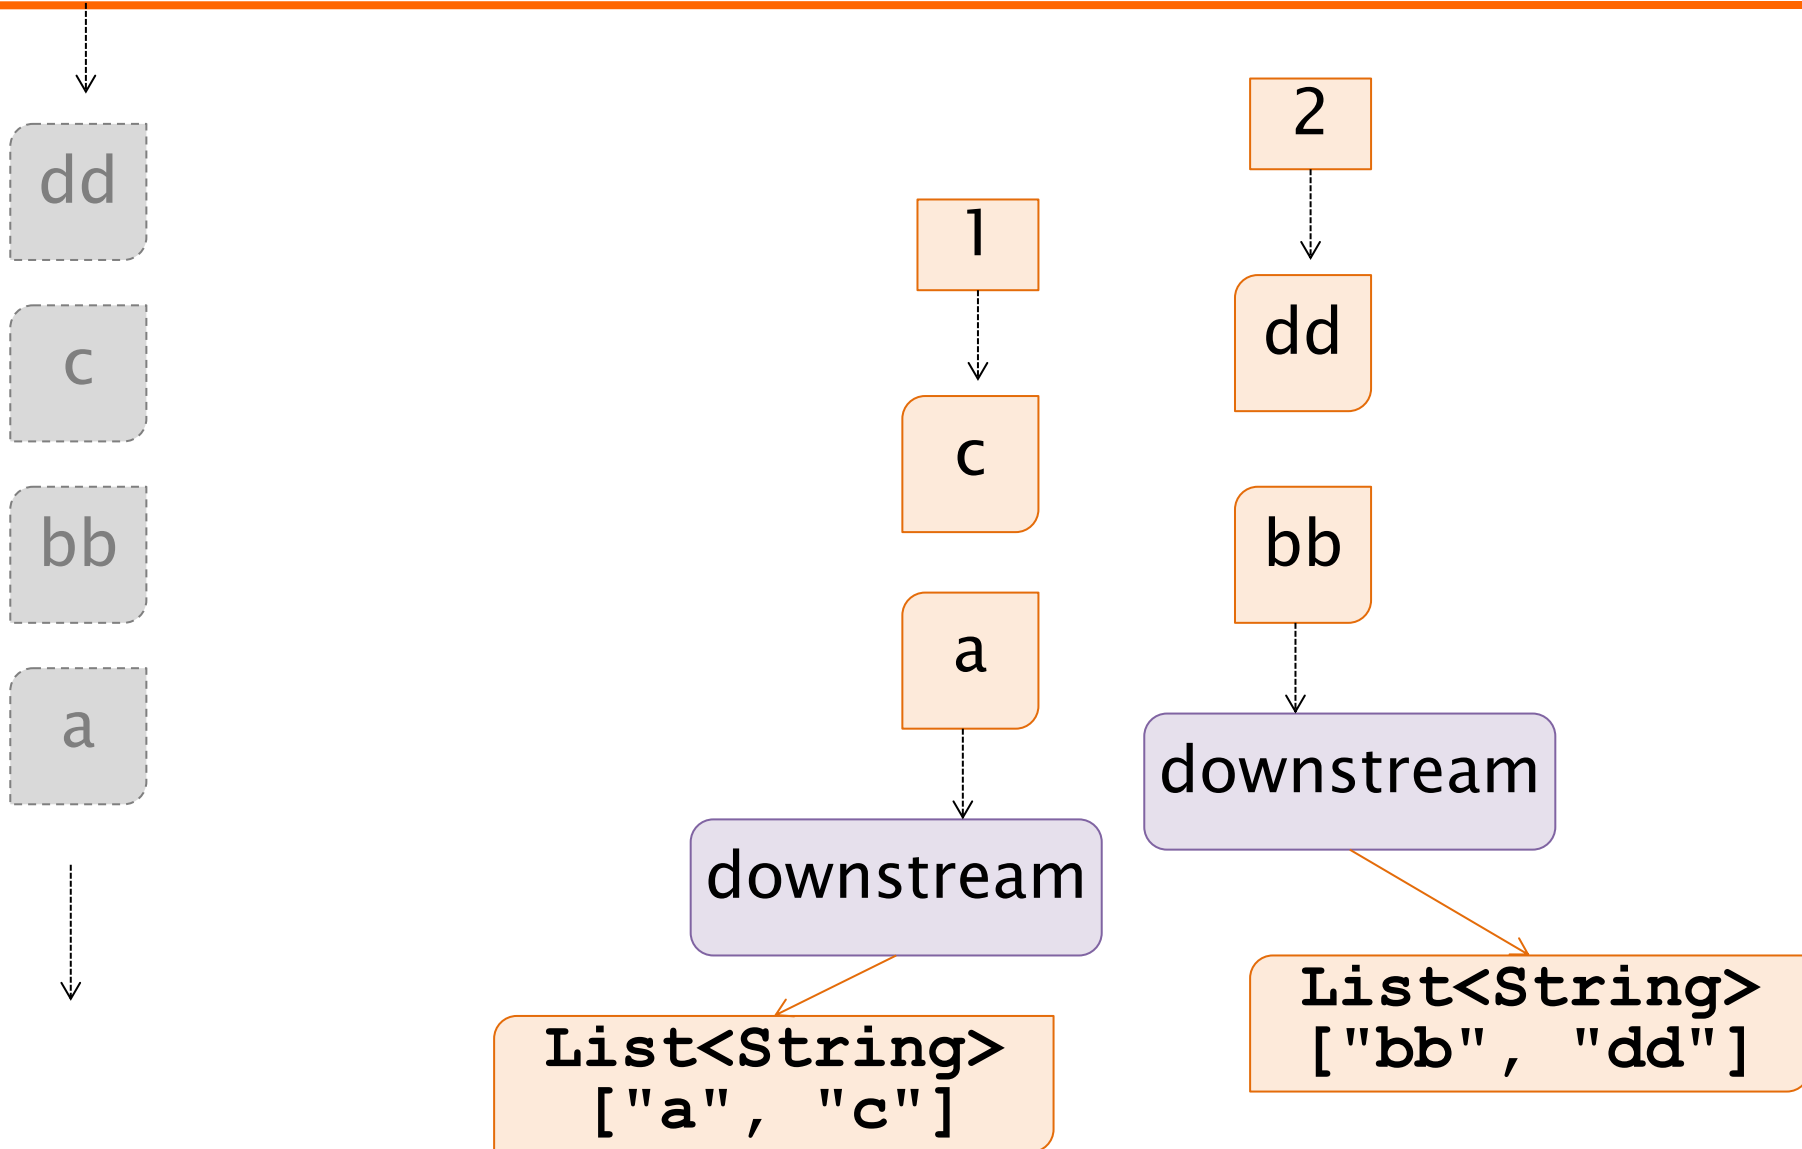 dd
c
bb
a
1
c
a
downstream
List<String>
["a", "c"]
2
dd
bb
downstream
List<String>
["bb", "dd"]